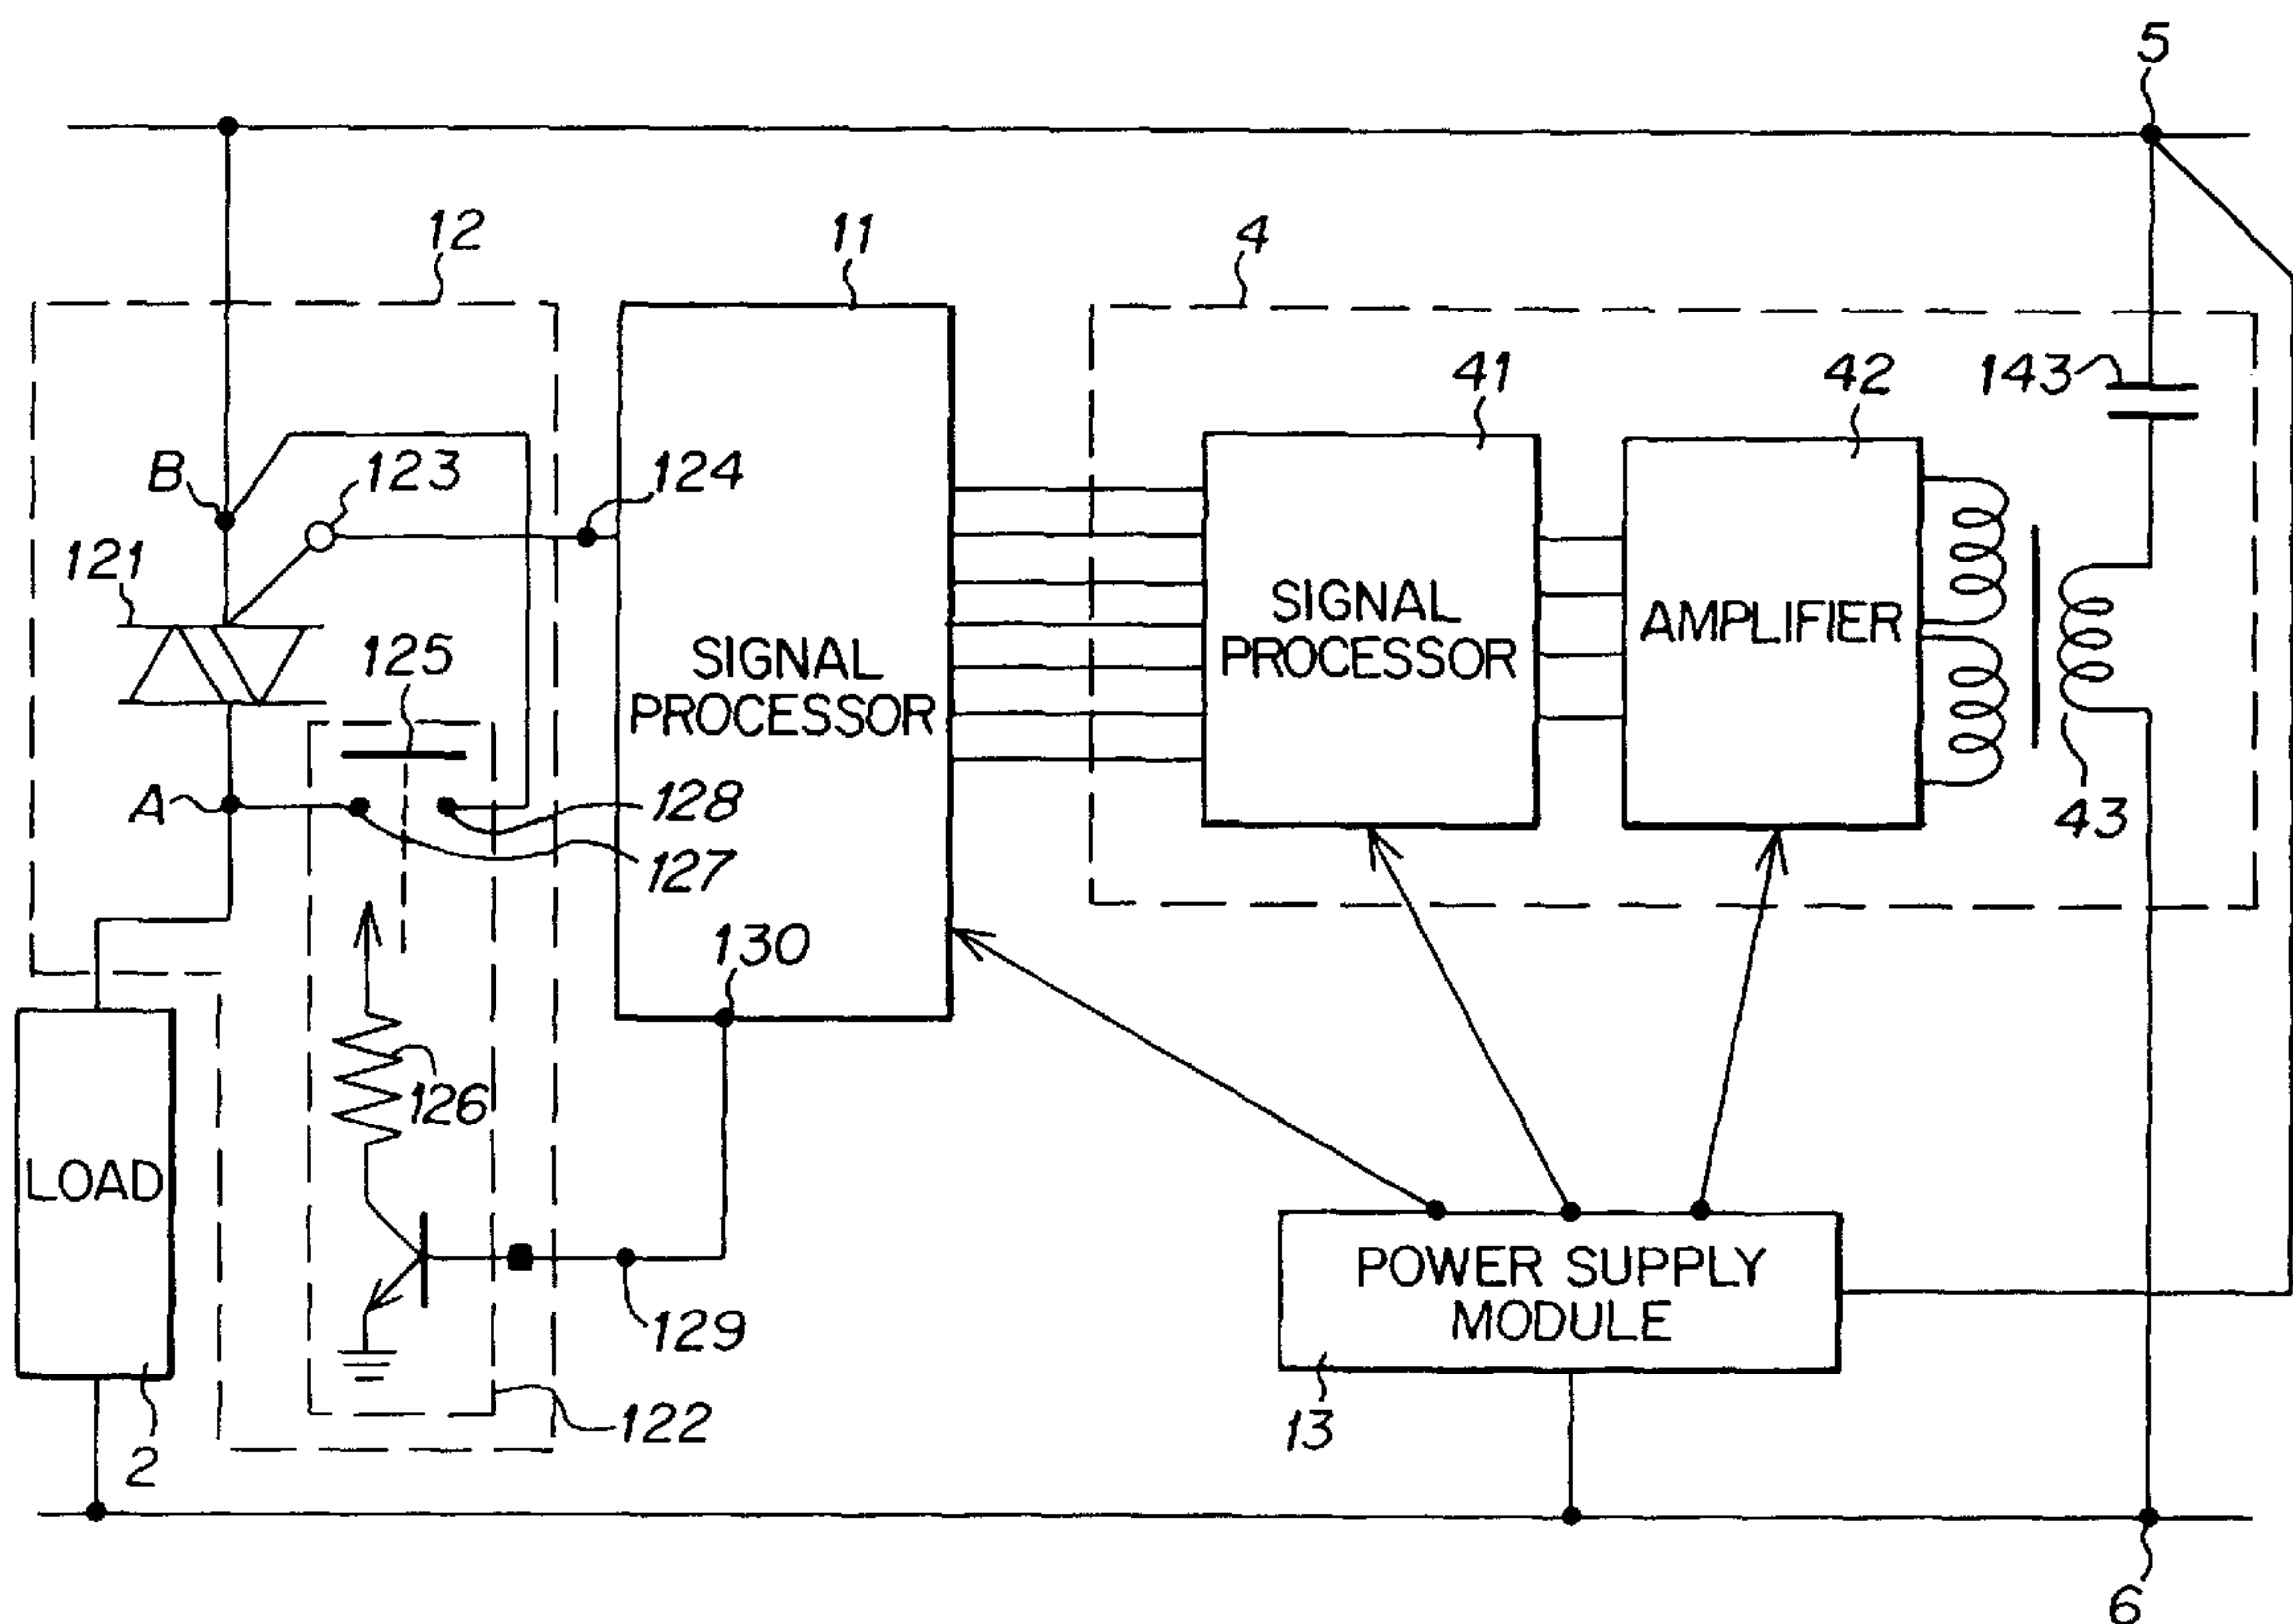 5
12
11
4
143
41
42
B
123
124
121
SIGNAL
PROCESSOR
AMPLIFIER
125
SIGNAL
PROCESSOR
A
128
43
127
130
126
LOAD
POWER SUPPLY
MODULE
129
13
122
2
6